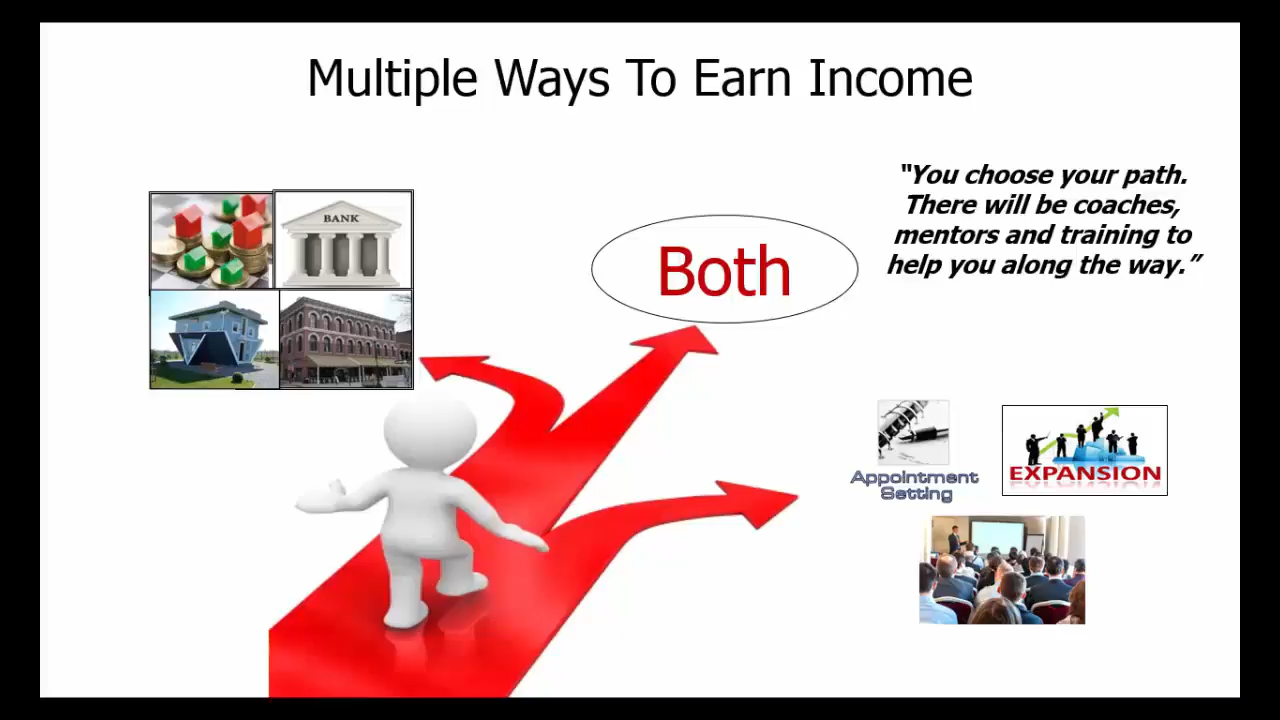 Multiple Ways To Earn Income
BANK
Both
“You choose your path.
There will be coaches,
mentors and training to
help you along the way.”
Appointment
Setting
EXPANSION